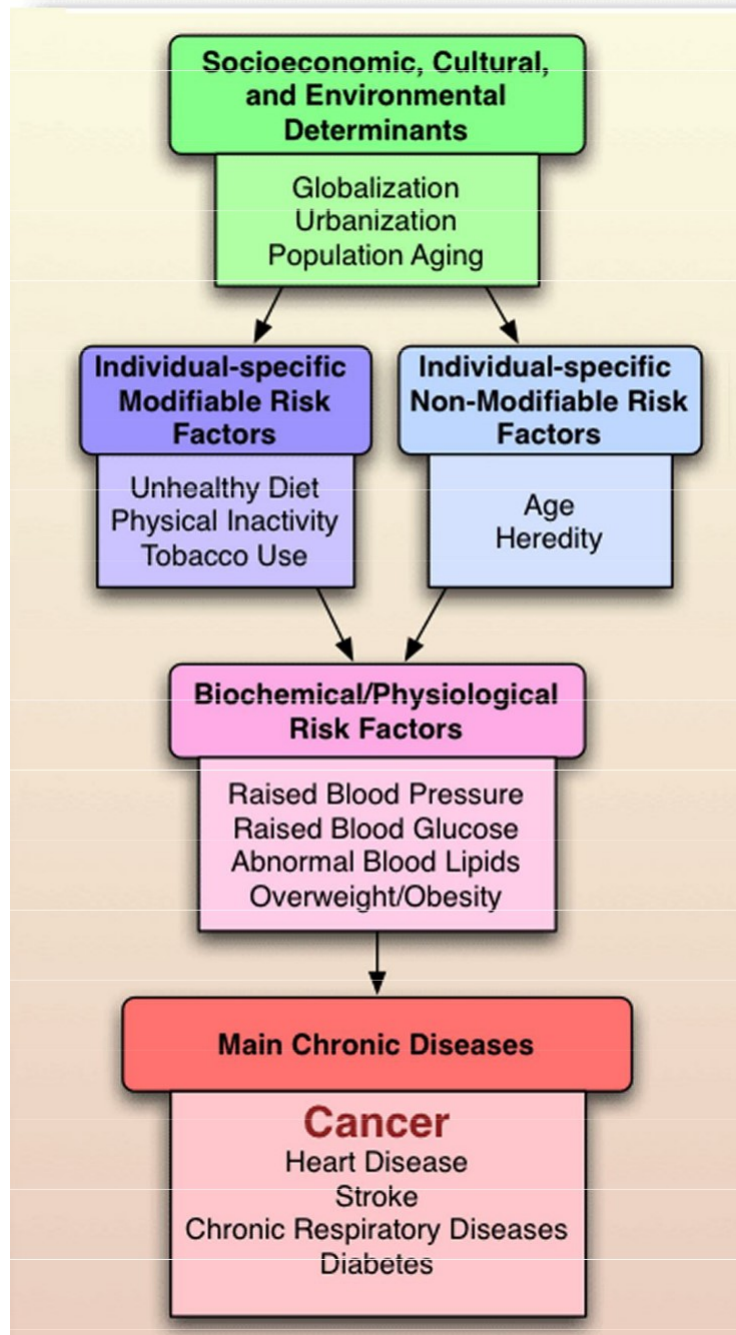 Socioeconomic, Cultural,
and Environmental
Determinants
Globalization
Urbanization
Population Aging
Individual-specific
Modifiable Risk
Factors
Unhealthy Diet
Physical Inactivity
Tobacco Use
Individual-specific
Non-Modifiable Risk
Factors
Age
Heredity
Biochemical/Physiological
Risk Factors
Raised Blood Pressure
Raised Blood Glucose
Abnormal Blood Lipids
Overweight/Obesity
Main Chronic Diseases
Cancer
Heart Disease
Stroke
Chronic Respiratory Diseases
Diabetes